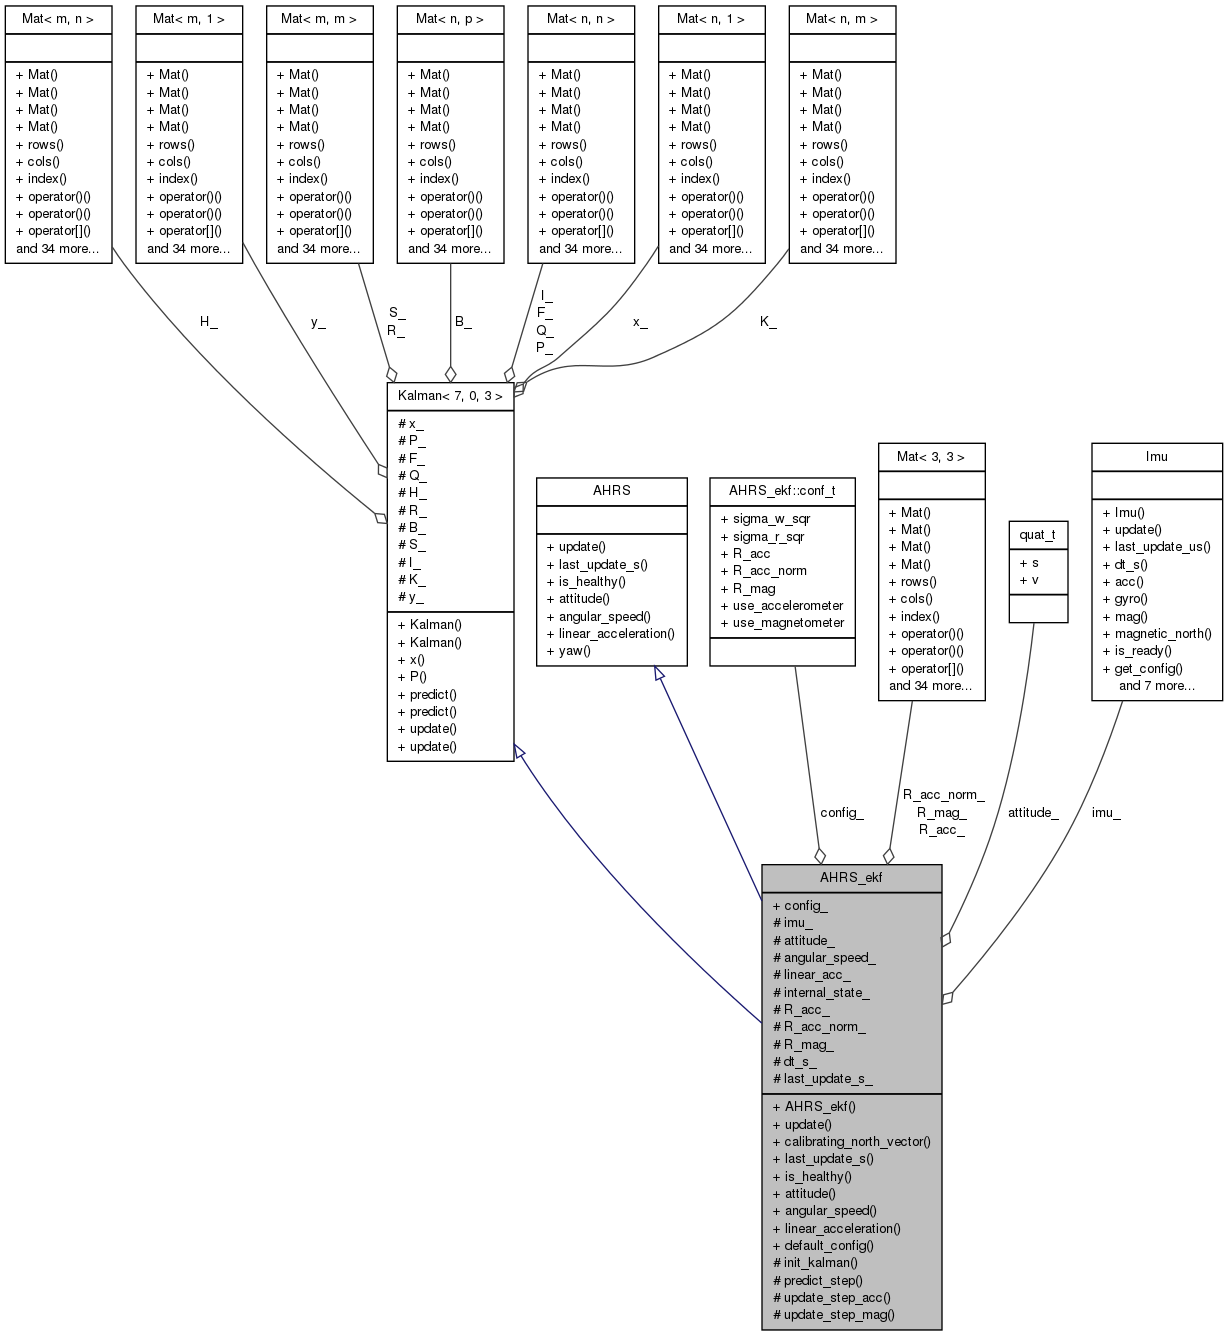 Mat< m, n >
+ Mat()
+ Mat()
+ Mat()
+ Mat()
+ rows()
+ cols()
+ index()
+ operator()()
+ operator()()
+ operator[]()
and 34 more...
Mat< m, 1 >
+ Mat()
+ Mat()
+ Mat()
+ Mat()
+ rows()
+ cols()
+ index()
+ operator()()
+ operator()()
+ operator[]()
and 34 more...
Mat< m, m >
+ Mat()
+ Mat()
+ Mat()
+ Mat()
+ rows()
+ cols()
+ index()
+ operator()()
+ operator()()
+ operator[]()
and 34 more...
Mat< n, p >
+ Mat()
+ Mat()
+ Mat()
+ Mat()
+ rows()
+ cols()
+ index()
+ operator()()
+ operator()()
+ operator[]()
and 34 more...
Mat< n, n >
+ Mat()
+ Mat()
+ Mat()
+ Mat()
+ rows()
+ cols()
+ index()
+ operator()()
+ operator()()
+ operator[]()
and 34 more...
Mat< n, 1 >
+ Mat()
+ Mat()
+ Mat()
+ Mat()
+ rows()
+ cols()
+ index()
+ operator()()
+ operator()()
+ operator[]()
and 34 more...
Mat< n, m >
+ Mat()
+ Mat()
+ Mat()
+ Mat()
+ rows()
+ cols()
+ index()
+ operator()()
+ operator()()
+ operator[]()
and 34 more...
H_
y_
S_
R_
B_
I_
F_
Q_
P_
x_
K_
Kalman< 7, 0, 3 >
# x_
# P_
# F_
# Q_
# H_
# R_
# B_
# S_
# I_
# K_
# y_
+ Kalman()
+ Kalman()
+ x()
+ P()
+ predict()
+ predict()
+ update()
+ update()
AHRS
+ update()
+ last_update_s()
+ is_healthy()
+ attitude()
+ angular_speed()
+ linear_acceleration()
+ yaw()
AHRS_ekf::conf_t
+ sigma_w_sqr
+ sigma_r_sqr
+ R_acc
+ R_acc_norm
+ R_mag
+ use_accelerometer
+ use_magnetometer
Mat< 3, 3 >
+ Mat()
+ Mat()
+ Mat()
+ Mat()
+ rows()
+ cols()
+ index()
+ operator()()
+ operator()()
+ operator[]()
and 34 more...
quat_t
+ s
+ v
Imu
+ Imu()
+ update()
+ last_update_us()
+ dt_s()
+ acc()
+ gyro()
+ mag()
+ magnetic_north()
+ is_ready()
+ get_config()
and 7 more...
config_
R_acc_norm_
R_mag_
R_acc_
attitude_
imu_
AHRS_ekf
+ config_
# imu_
# attitude_
# angular_speed_
# linear_acc_
# internal_state_
# R_acc_
# R_acc_norm_
# R_mag_
# dt_s_
# last_update_s_
+ AHRS_ekf()
+ update()
+ calibrating_north_vector()
+ last_update_s()
+ is_healthy()
+ attitude()
+ angular_speed()
+ linear_acceleration()
+ default_config()
# init_kalman()
# predict_step()
# update_step_acc()
# update_step_mag()